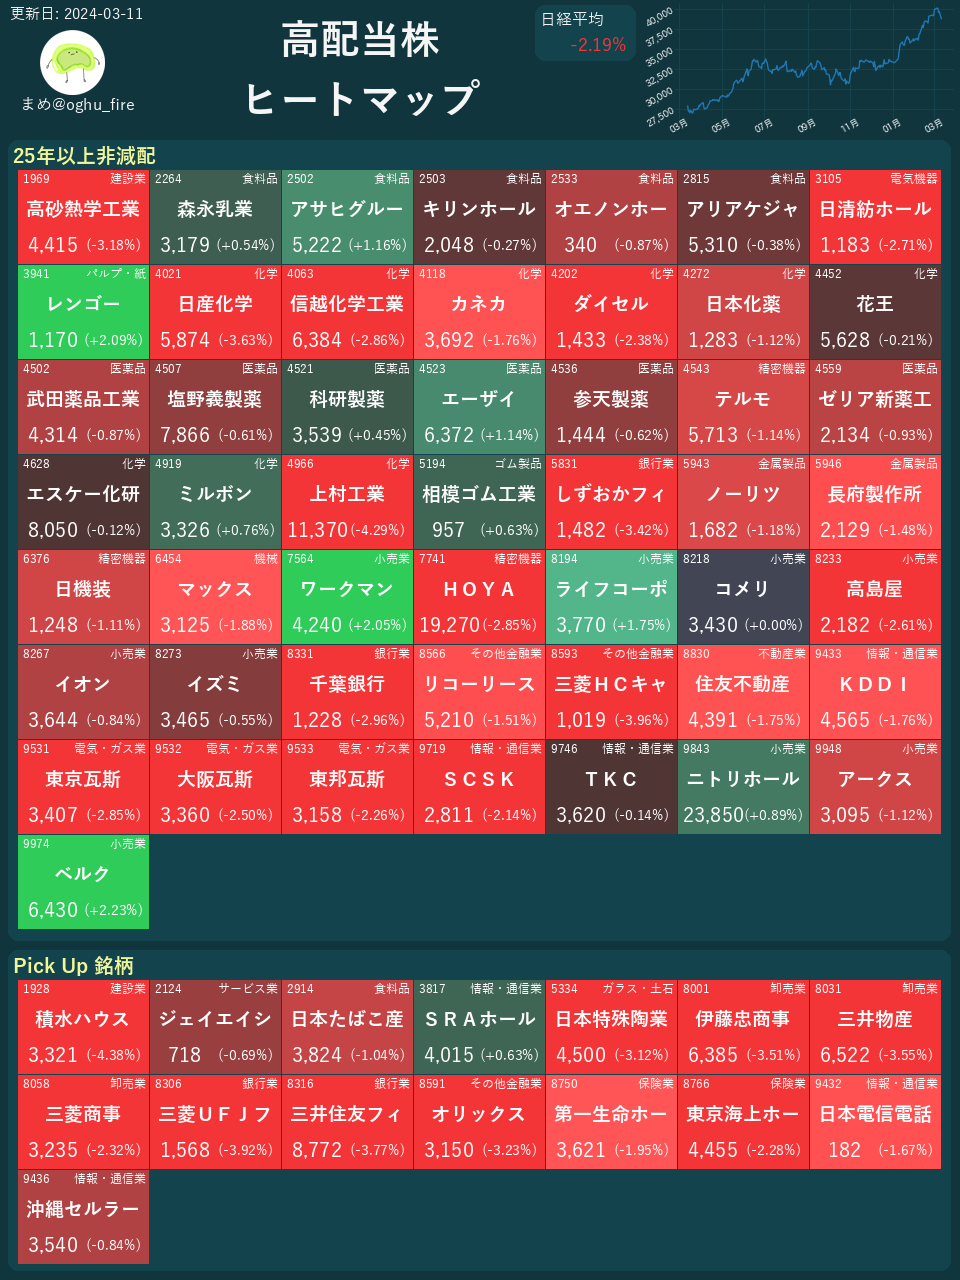 更新日: 2024-03-11
まめ@oghu_fire
高配当株
ヒートマップ
日経平均
-2.19%
40,000
37,500
35,000
32,500
30,000
27,500
03月 05月 07月 09月 11月 01月 03月
25年以上非減配
1969 建設業 2264 食料品 2502 食料品 2503 食料品 2533 食料品 2815 食料品 3105 電気機器
高砂熱学工業 森永乳業 アサヒグルー キリンホール オエノンホー アリアケジャ 日清紡ホール
4,415 (-3.18%) 3,179 (+0.54%) 5,222 (+1.16%) 2,048 (-0.27%) 340 (-0.87%) 5,310 (-0.38%) 1,183 (-2.71%)
3941 パルプ・紙 4021 化学 4063 化学 4118 化学 4202 化学 4272 化学 4452 化学
レンゴー 日産化学 信越化学工業 カネカ ダイセル 日本化薬 花王
1,170 (+2.09%) 5,874 (-3.63%) 6,384 (-2.86%) 3,692 (-1.76%) 1,433 (-2.38%) 1,283 (-1.12%) 5,628 (-0.21%)
4502 医薬品 4507 医薬品 4521 医薬品 4523 医薬品 4536 医薬品 4543 精密機器 4559 医薬品
武田薬品工業 塩野義製薬 科研製薬 エーザイ 参天製薬 テルモ ゼリア新薬工
4,314 (-0.87%) 7,866 (-0.61%) 3,539 (+0.45%) 6,372 (+1.14%) 1,444 (-0.62%) 5,713 (-1.14%) 2,134 (-0.93%)
4628 化学 4919 化学 4966 化学 5194 ゴム製品 5831 銀行業 5943 金属製品 5946 金属製品
エスケー化研 ミルボン 上村工業 相模ゴム工業 しずおかフィ ノーリツ 長府製作所
8,050 (-0.12%) 3,326 (+0.76%) 11,370 (-4.29%) 957 (+0.63%) 1,482 (-3.42%) 1,682 (-1.18%) 2,129 (-1.48%)
6376 精密機器 6454 機械 7564 小売業 7741 精密機器 8194 小売業 8218 小売業 8233 小売業
日機装 マックス ワークマン ＨＯＹＡ ライフコーポ コメリ 高島屋
1,248 (-1.11%) 3,125 (-1.88%) 4,240 (+2.05%) 19,270 (-2.85%) 3,770 (+1.75%) 3,430 (+0.00%) 2,182 (-2.61%)
8267 小売業 8273 小売業 8331 銀行業 8566 その他金融業 8593 その他金融業 8830 不動産業 9433 情報・通信業
イオン イズミ 千葉銀行 リコーリース 三菱ＨＣキャ 住友不動産 ＫＤＤＩ
3,644 (-0.84%) 3,465 (-0.55%) 1,228 (-2.96%) 5,210 (-1.51%) 1,019 (-3.96%) 4,391 (-1.75%) 4,565 (-1.76%)
9531 電気・ガス業 9532 電気・ガス業 9533 電気・ガス業 9719 情報・通信業 9746 情報・通信業 9843 小売業 9948 小売業
東京瓦斯 大阪瓦斯 東邦瓦斯 ＳＣＳＫ ＴＫＣ ニトリホール アークス
3,407 (-2.85%) 3,360 (-2.50%) 3,158 (-2.26%) 2,811 (-2.14%) 3,620 (-0.14%) 23,850 (+0.89%) 3,095 (-1.12%)
9974 小売業
ベルク
6,430 (+2.23%)
Pick Up 銘柄
1928 建設業 2124 サービス業 2914 食料品 3817 情報・通信業 5334 ガラス・土石 8001 卸売業 8031 卸売業
積水ハウス ジェイエイシ 日本たばこ産 ＳＲＡホール 日本特殊陶業 伊藤忠商事 三井物産
3,321 (-4.38%) 718 (-0.69%) 3,824 (-1.04%) 4,015 (+0.63%) 4,500 (-3.12%) 6,385 (-3.51%) 6,522 (-3.55%)
8058 卸売業 8306 銀行業 8316 銀行業 8591 その他金融業 8750 保険業 8766 保険業 9432 情報・通信業
三菱商事 三菱ＵＦＪフ 三井住友フィ オリックス 第一生命ホー 東京海上ホー 日本電信電話
3,235 (-2.32%) 1,568 (-3.92%) 8,772 (-3.77%) 3,150 (-3.23%) 3,621 (-1.95%) 4,455 (-2.28%) 182 (-1.67%)
9436 情報・通信業
沖縄セルラー
3,540 (-0.84%)